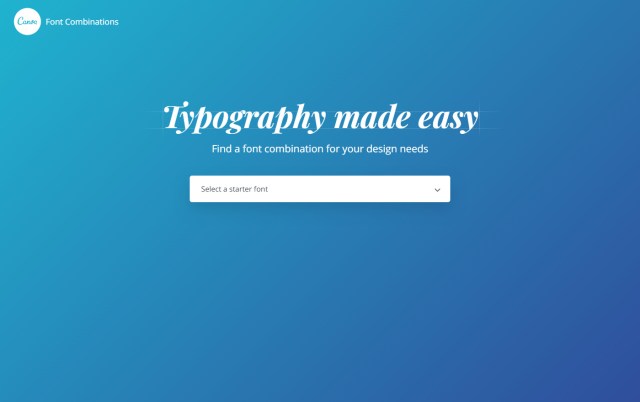 Canva
Font Combinations
Typography made easy
Find a font combination for your design needs
Select a starter font